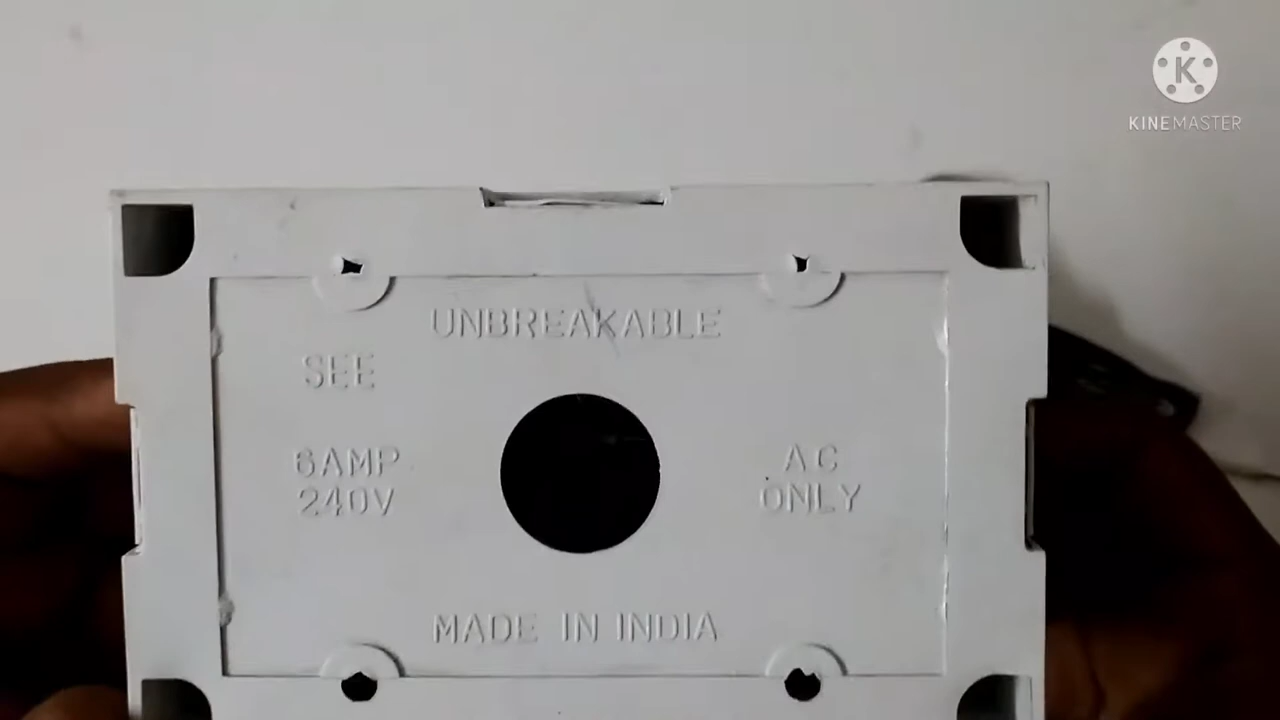 K
KINEMASTER
UNBREAKABLE
SEE
6AMP
240V
AC
ONLY
MADE IN INDIA